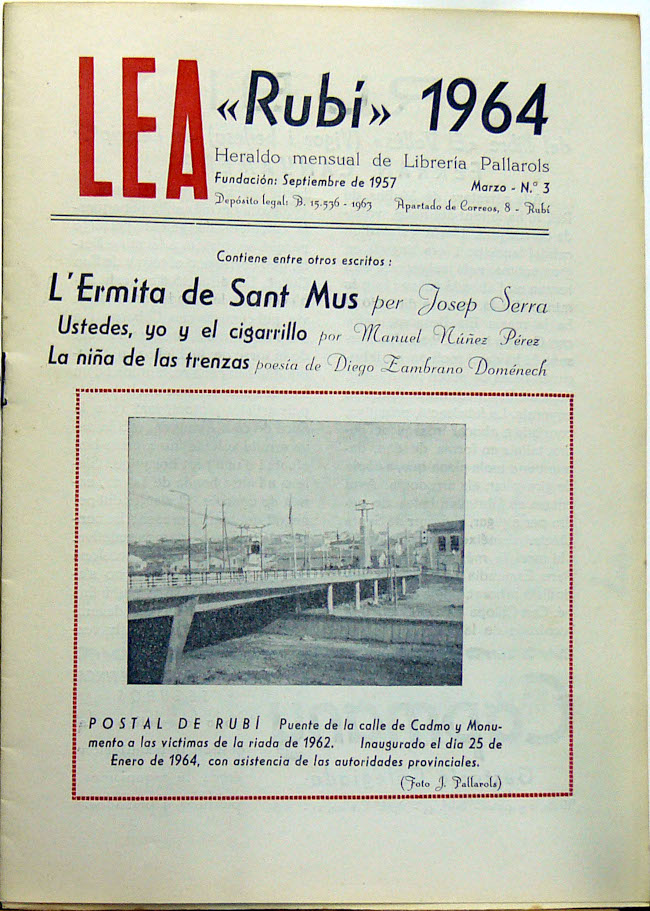 LEA «Rubí» 1964
Heraldo mensual de Librería Pallarols
Fundación: Septiembre de 1957 Marzo - N.º 3
Depósito legal: B. 15.536 - 1963 Apartado de Correos, 8 - Rubí
Contiene entre otros escritos :
L'Ermita de Sant Mus per Josep Serra
Ustedes, yo y el cigarrillo por Manuel Núñez Pérez
La niña de las trenzas poesía de Diego Zambrano Doménech
POSTAL DE RUBÍ Puente de la calle de Cadmo y Monu-
mento a las víctimas de la riada de 1962. Inaugurado el día 25 de
Enero de 1964, con asistencia de las autoridades provinciales.
(Foto J. Pallarols)